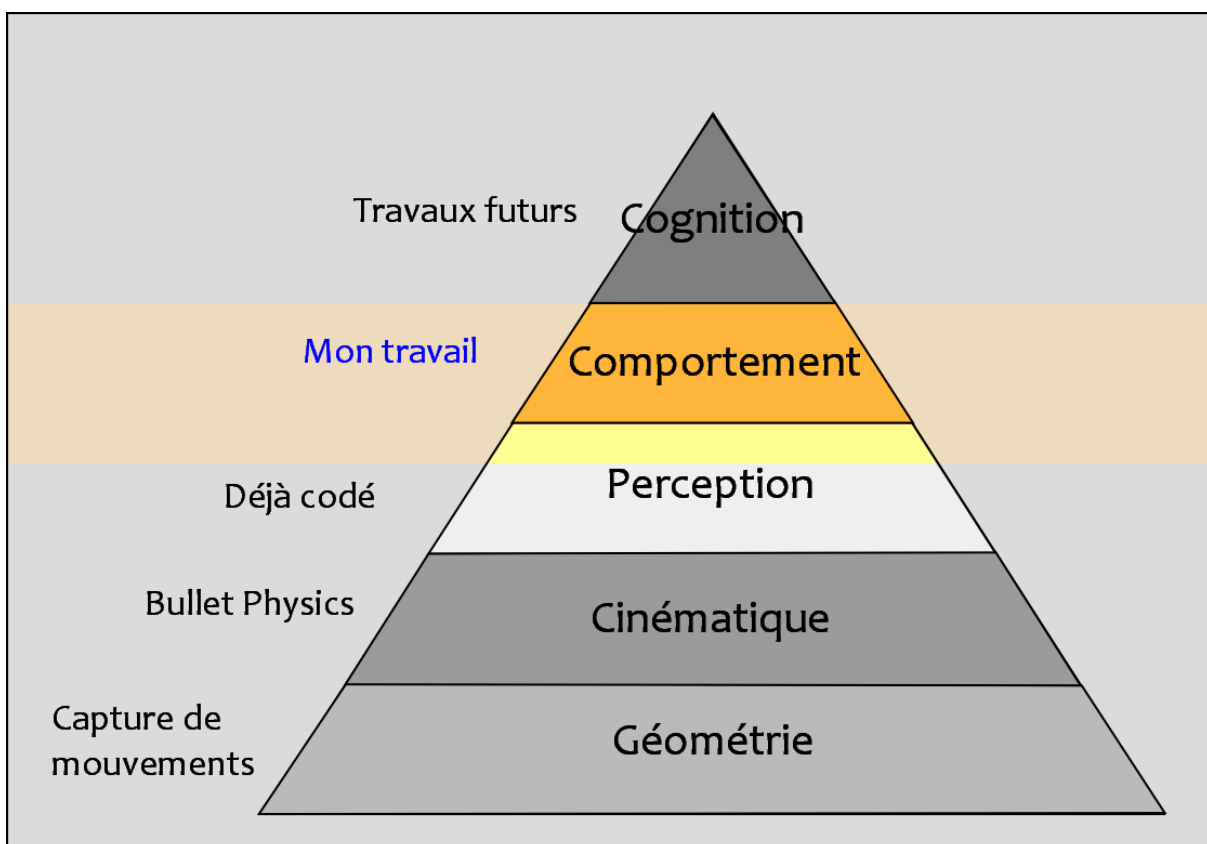 Travaux futurs
Cognition
Mon travail
Comportement
Déjà codé
Perception
Bullet Physics
Cinématique
Capture de
mouvements
Géométrie